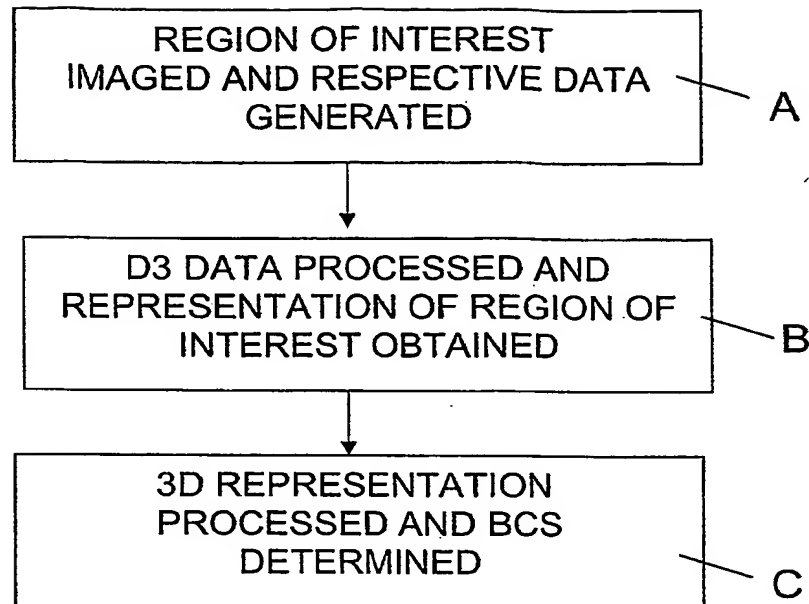 REGION OF INTEREST
IMAGED AND RESPECTIVE DATA
GENERATED
A
D3 DATA PROCESSED AND
REPRESENTATION OF REGION OF
INTEREST OBTAINED
B
3D REPRESENTATION
PROCESSED AND BCS
DETERMINED
C